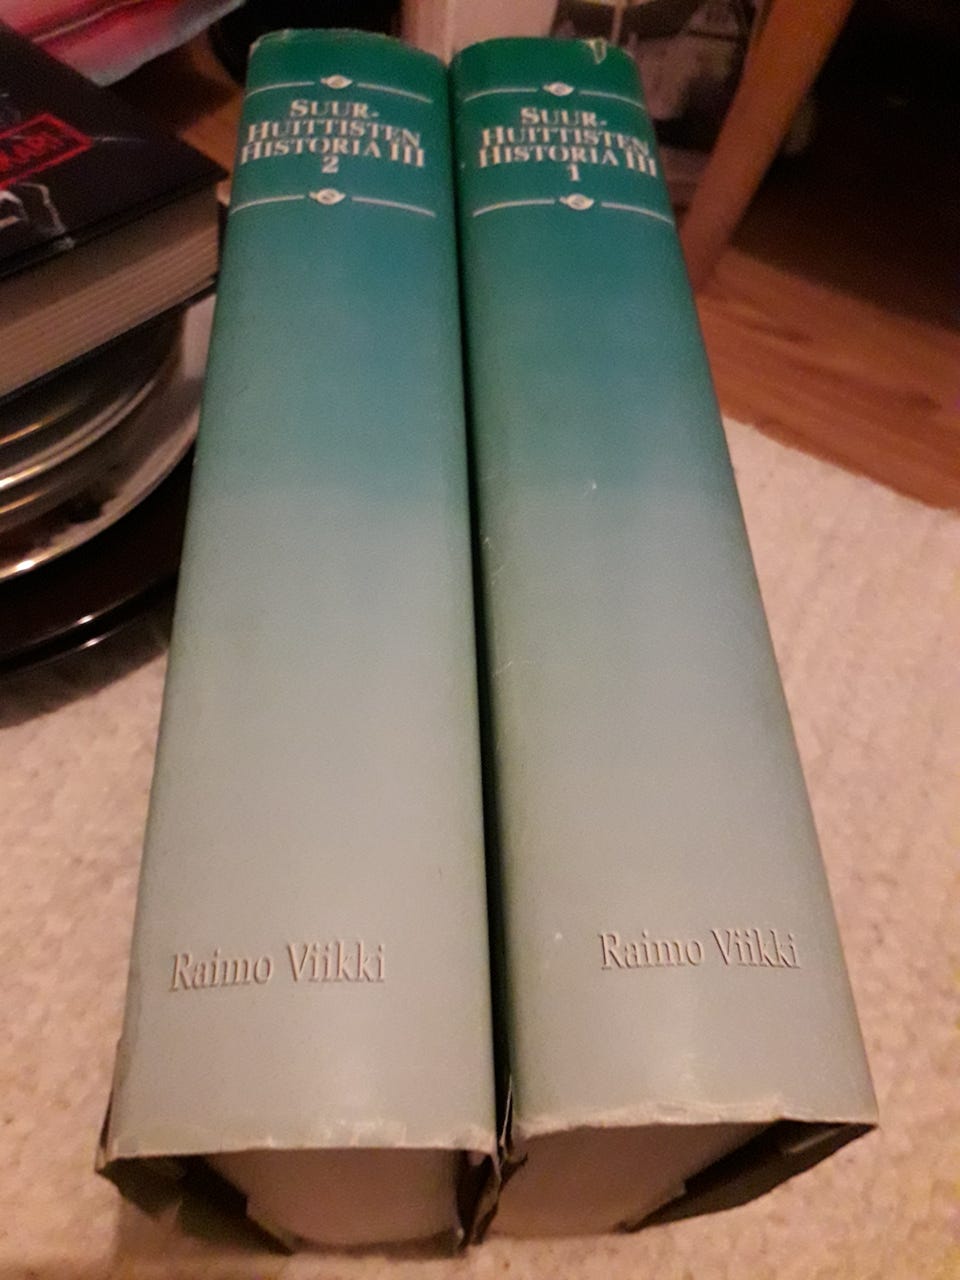 SUUR-
HUITTISTEN
HISTORIA III
2
Raimo Viikki
SUUR-
HUITTISTEN
HISTORIA III
1
Raimo Viikki